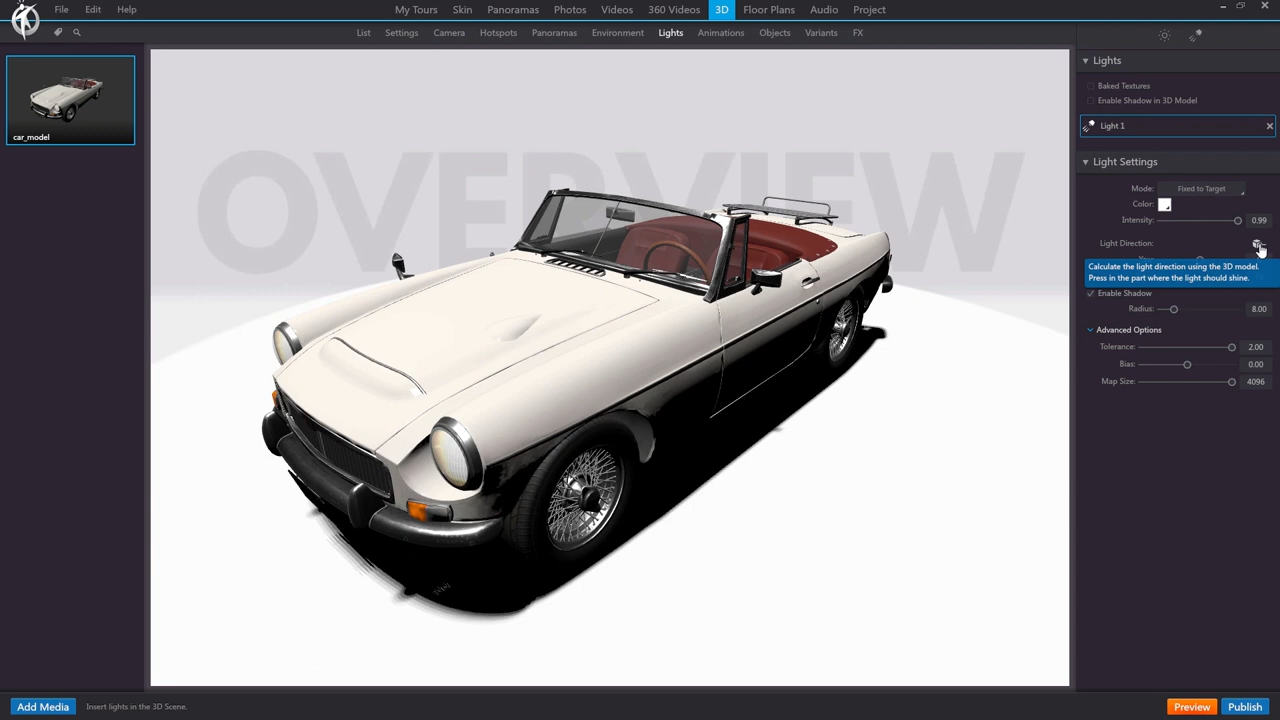 File Edit Help
My Tours Skin Panoramas Photos Videos 360 Videos 3D Floor Plans Audio Project
List Settings Camera Hotspots Panoramas Environment Lights Animations Objects Variants FX
car_model
OVERVIEW
Lights
Baked Textures
Enable Shadow in 3D Model
Light 1
Light Settings
Mode: Fixed to Target
Color:
Intensity: 0.99
Light Direction:
Calculate the light direction using the 3D model.
Press in the part where the light should shine.
Enable Shadow
Radius: 8.00
Advanced Options
Tolerance: 2.00
Bias: 0.00
Map Size: 4096
Add Media
Insert lights in the 3D Scene.
Preview Publish